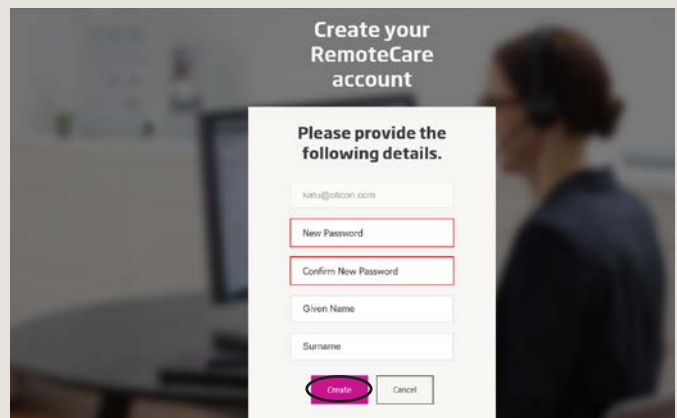 Create your
RemoteCare
account
Please provide the
following details.
katu@oticon.com
New Password
Confirm New Password
Given Name
Surname
Create
Cancel